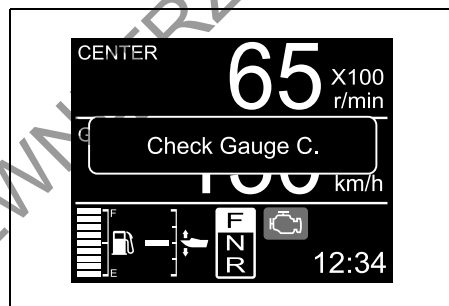 CENTER
65 X100 r/min
Check Gauge C.
km/h
F
E
F
N
R
12:34